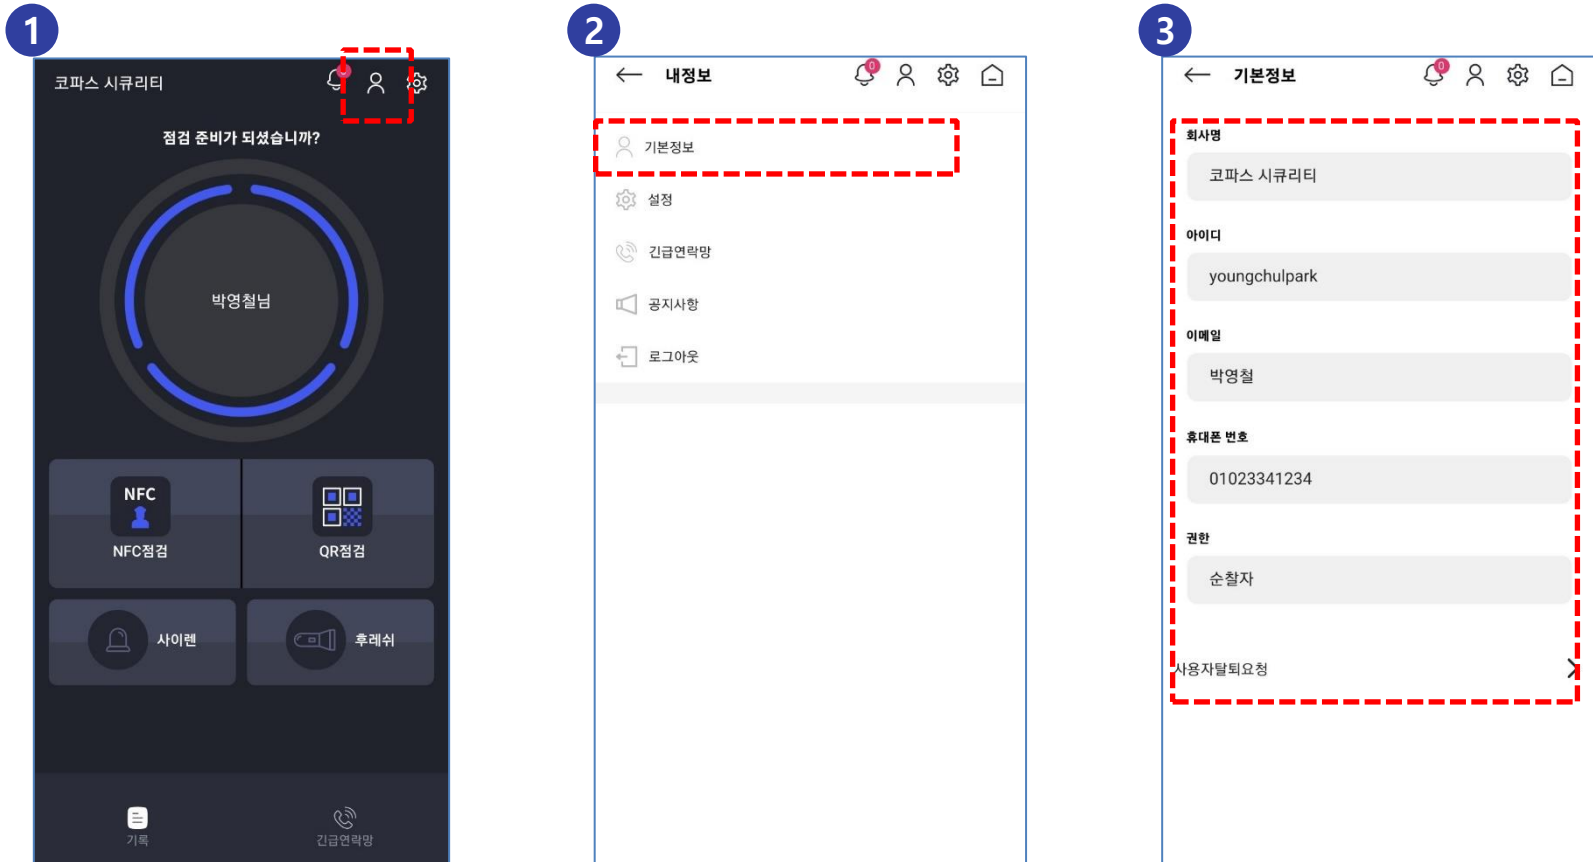 1
코파스 시큐리티
점검 준비가 되셨습니까?
박영철님
NFC
NFC점검
QR점검
사이렌
후레쉬
기록
긴급연락망
2
내정보
0
기본정보
설정
긴급연락망
공지사항
로그아웃
3
기본정보
0
회사명
코파스 시큐리티
아이디
youngchulpark
이메일
박영철
휴대폰 번호
01023341234
권한
순찰자
사용자탈퇴요청